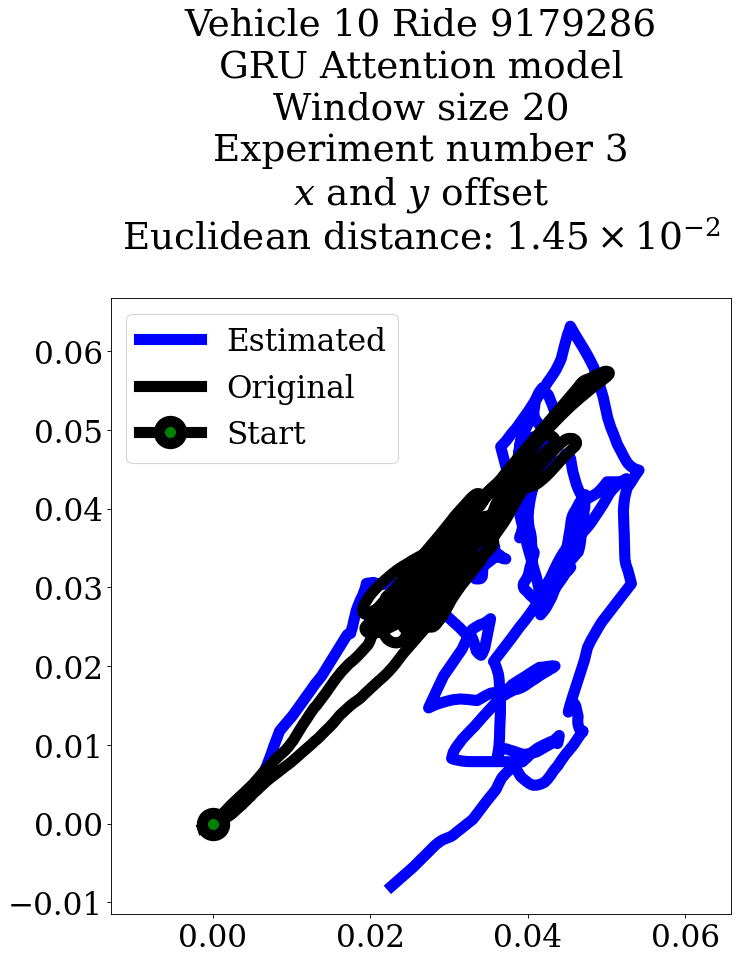 Vehicle 10 Ride 9179286
GRU Attention model
Window size 20
Experiment number 3
x and y offset
Euclidean distance: 1.45 × 10⁻²
Estimated
Original
Start
0.06
0.05
0.04
0.03
0.02
0.01
0.00
−0.01
0.00 0.02 0.04 0.06